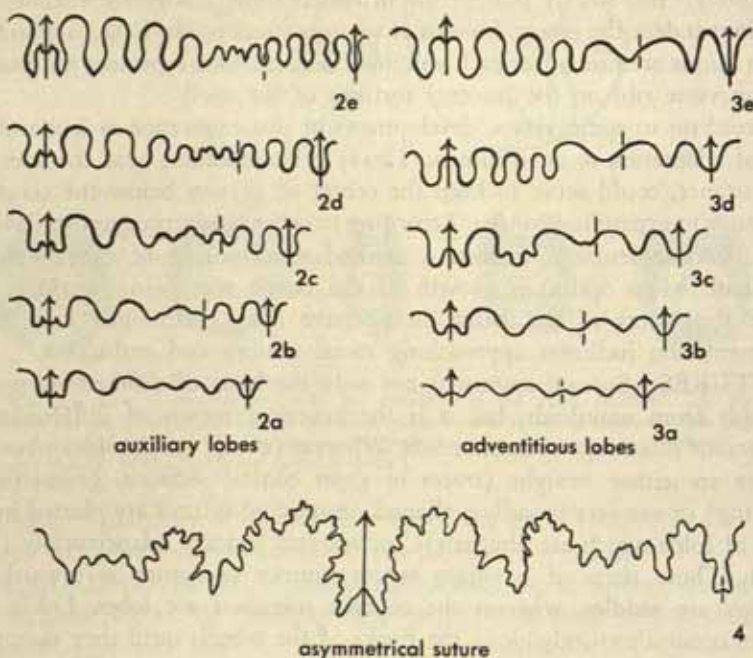 2e
3e
2d
3d
2c
3c
2b
3b
2a
3a
auxiliary lobes
adventitious lobes
4
asymmetrical suture